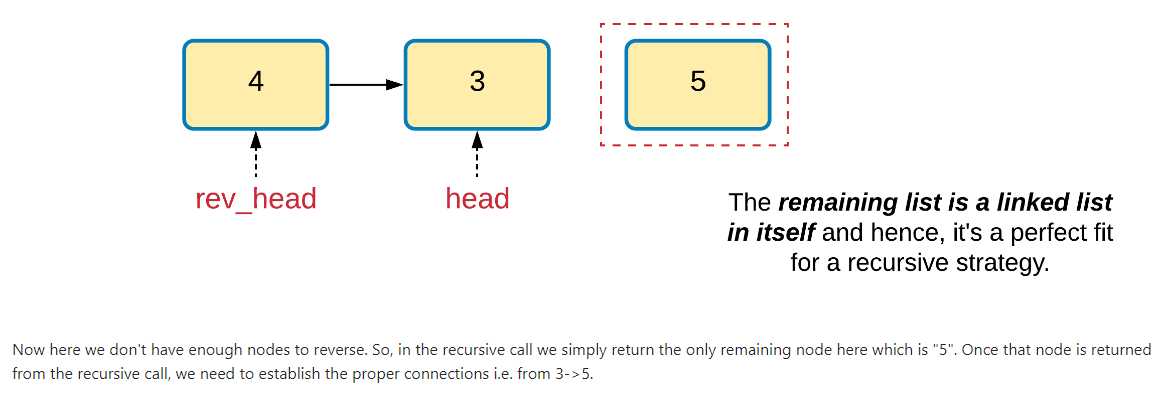 4
3
5
rev_head
head
The remaining list is a linked list
in itself and hence, it's a perfect fit
for a recursive strategy.
Now here we don't have enough nodes to reverse. So, in the recursive call we simply return the only remaining node here which is "5". Once that node is returned
from the recursive call, we need to establish the proper connections i.e. from 3->5.